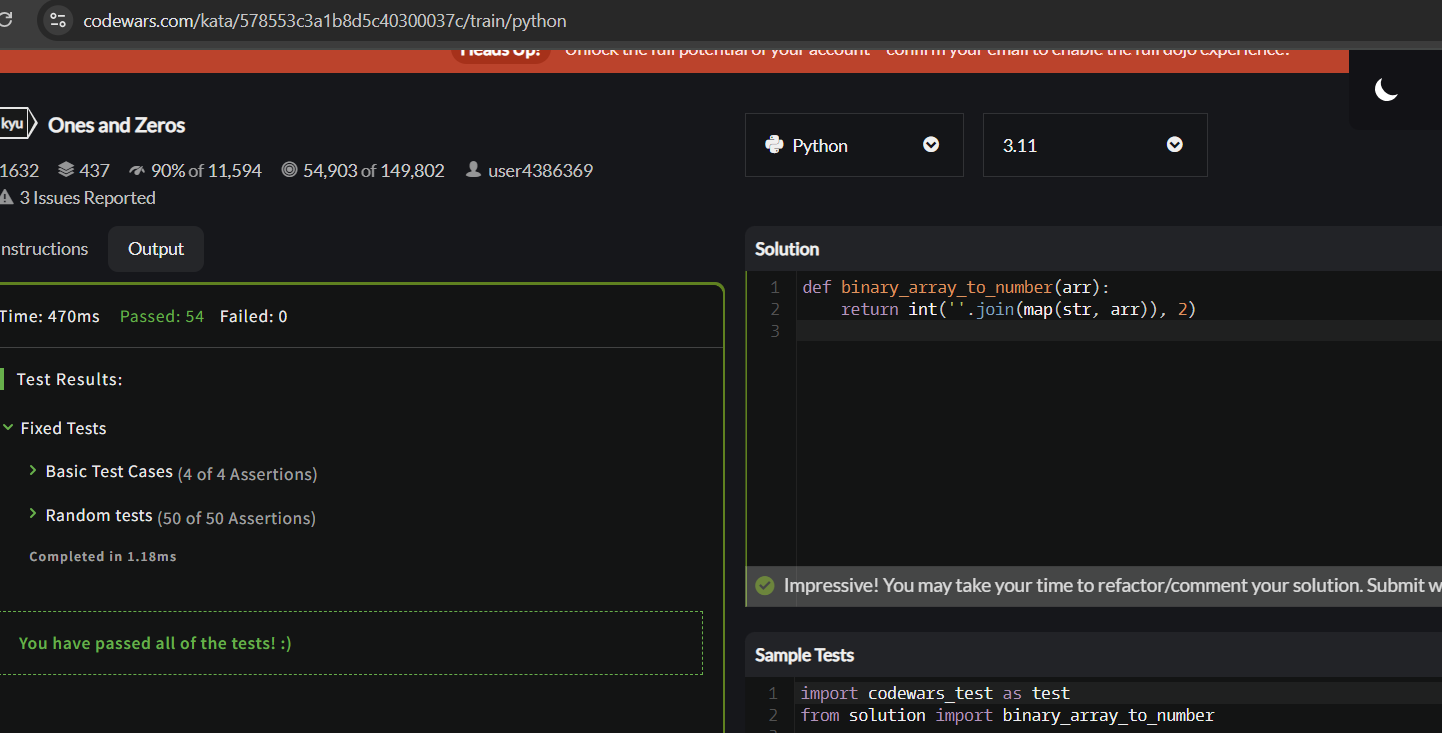 codewars.com/kata/578553c3a1b8d5c40300037c/train/python
Heads Up! Unlock the full potential of your account - confirm your email to enable the full dojo experience.
kyu Ones and Zeros
1632 437 90% of 11,594 54,903 of 149,802 user4386369
3 Issues Reported
Python
3.11
nstructions Output
Time: 470ms Passed: 54 Failed: 0
Test Results:
Fixed Tests
Basic Test Cases (4 of 4 Assertions)
Random tests (50 of 50 Assertions)
Completed in 1.18ms
You have passed all of the tests! :)
Solution
1 def binary_array_to_number(arr):
2 return int(''.join(map(str, arr)), 2)
3
Impressive! You may take your time to refactor/comment your solution. Submit w
Sample Tests
1 import codewars_test as test
2 from solution import binary_array_to_number